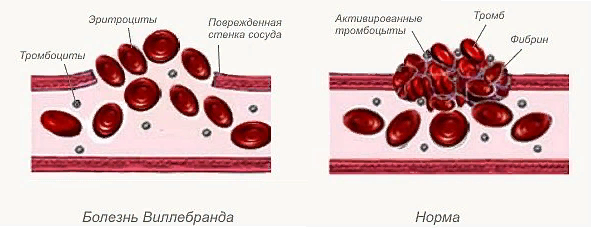 Эритроциты
Поврежденная
стенка сосуда
Тромбоциты
Болезнь Виллебранда
Активированные
тромбоциты
Тромб
Фибрин
Норма